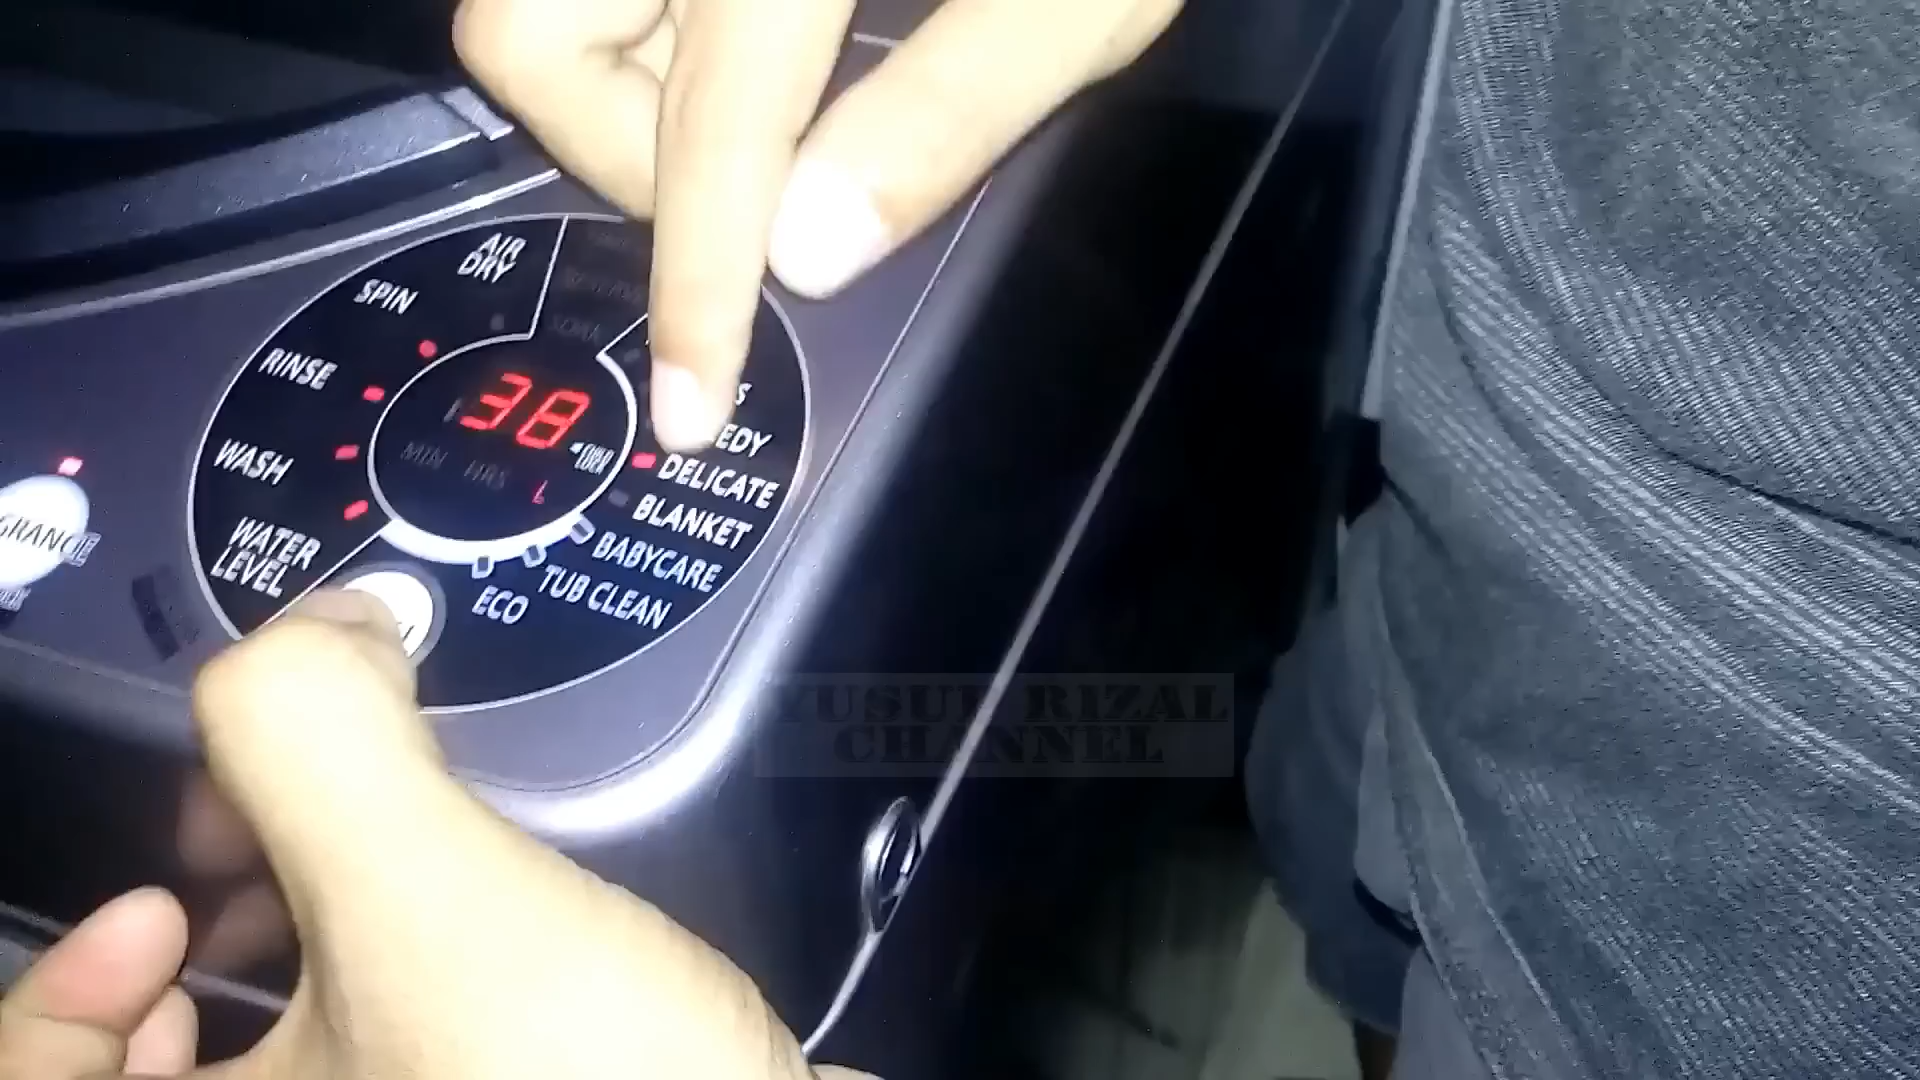 AIR
DRY
SPIN
RINSE
WASH
WATER
LEVEL
38
MIN HRS
L
DELICATE
BLANKET
BABYCARE
TUB CLEAN
ECO
YUSUF RIZAL
CHANNEL